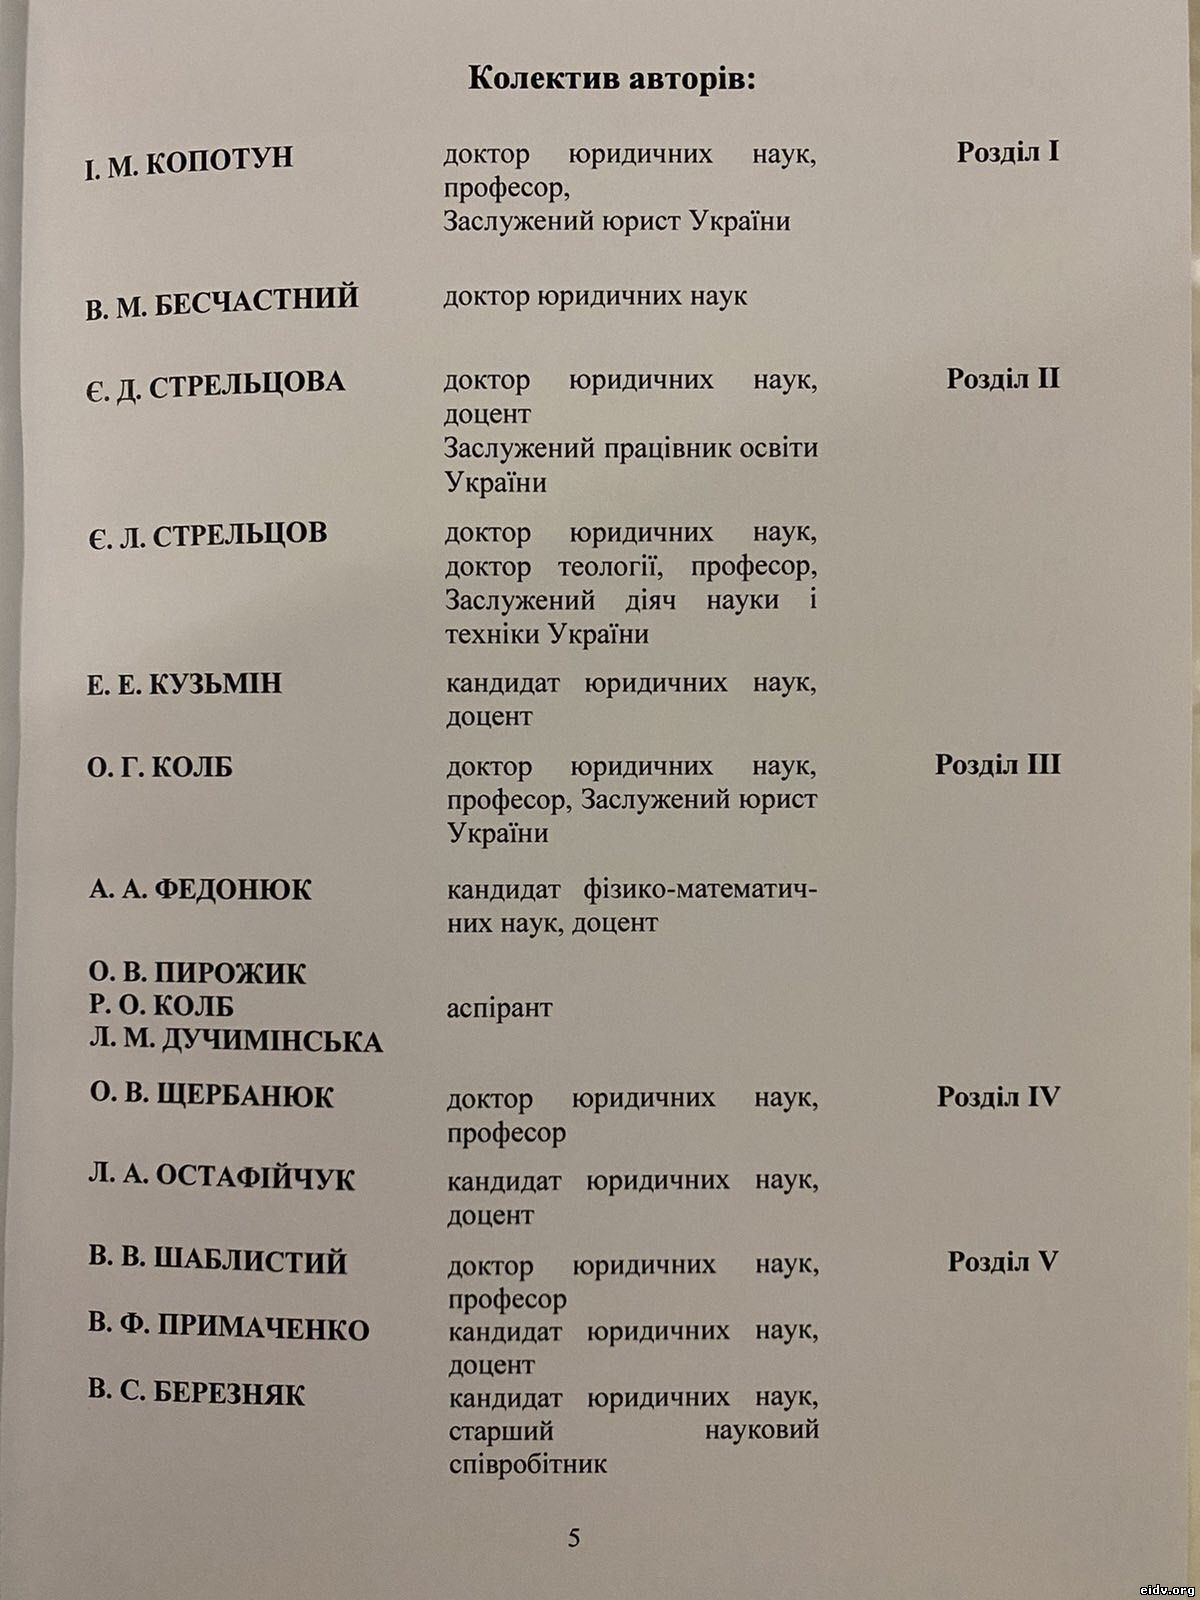 Колектив авторів:
І. М. КОПОТУН доктор юридичних наук, Розділ І
професор,
Заслужений юрист України
В. М. БЕСЧАСТНИЙ доктор юридичних наук
Є. Д. СТРЕЛЬЦОВА доктор юридичних наук, Розділ ІІ
доцент
Заслужений працівник освіти
України
Є. Л. СТРЕЛЬЦОВ доктор юридичних наук,
доктор теології, професор,
Заслужений діяч науки і
техніки України
Е. Е. КУЗЬМІН кандидат юридичних наук,
доцент
О. Г. КОЛБ доктор юридичних наук, Розділ ІІІ
професор, Заслужений юрист
України
А. А. ФЕДОНЮК кандидат фізико-математич-
них наук, доцент
О. В. ПИРОЖИК
Р. О. КОЛБ аспірант
Л. М. ДУЧИМІНСЬКА
О. В. ЩЕРБАНЮК доктор юридичних наук, Розділ IV
професор
Л. А. ОСТАФІЙЧУК кандидат юридичних наук,
доцент
В. В. ШАБЛИСТИЙ доктор юридичних наук, Розділ V
професор
В. Ф. ПРИМАЧЕНКО кандидат юридичних наук,
доцент
В. С. БЕРЕЗНЯК кандидат юридичних наук,
старший науковий
співробітник
5
eidv.org